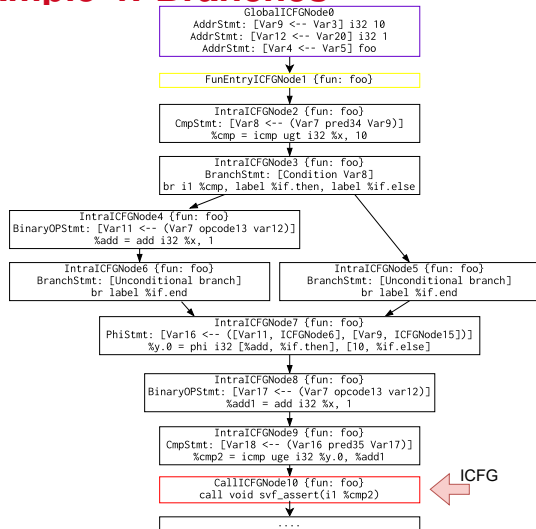 GlobalICFGNode0
AddrStmt: [Var9 <-- Var3] i32 10
AddrStmt: [Var12 <-- Var20] i32 1
AddrStmt: [Var4 <-- Var5] foo
FunEntryICFGNode1 {fun: foo}
IntraICFGNode2 {fun: foo}
CmpStmt: [Var8 <-- (Var7 pred34 Var9)]
%cmp = icmp ugt i32 %x, 10
IntraICFGNode3 {fun: foo}
BranchStmt: [Condition Var8]
br i1 %cmp, label %if.then, label %if.else
IntraICFGNode4 {fun: foo}
BinaryOPStmt: [Var11 <-- (Var7 opcode13 var12)]
%add = add i32 %x, 1
IntraICFGNode6 {fun: foo}
BranchStmt: [Unconditional branch]
br label %if.end
IntraICFGNode5 {fun: foo}
BranchStmt: [Unconditional branch]
br label %if.end
IntraICFGNode7 {fun: foo}
PhiStmt: [Var16 <-- ([Var11, ICFGNode6], [Var9, ICFGNode15])]
%y.0 = phi i32 [%add, %if.then], [10, %if.else]
IntraICFGNode8 {fun: foo}
BinaryOPStmt: [Var17 <-- (Var7 opcode13 var12)]
%add1 = add i32 %x, 1
IntraICFGNode9 {fun: foo}
CmpStmt: [Var18 <-- (Var16 pred35 Var17)]
%cmp2 = icmp uge i32 %y.0, %add1
CallICFGNode10 {fun: foo}
call void svf_assert(i1 %cmp2)
ICFG
....